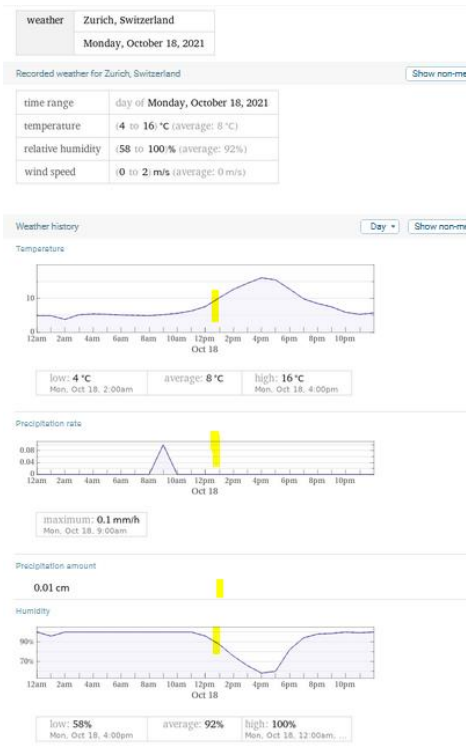 weather Zurich, Switzerland
Monday, October 18, 2021
Recorded weather for Zurich, Switzerland Show non-me
time range day of Monday, October 18, 2021
temperature (4 to 16) °C (average: 8 °C)
relative humidity (58 to 100)% (average: 92%)
wind speed (0 to 2) m/s (average: 0 m/s)
Weather history Day Show non-me
Temperature
10
0
12am 2am 4am 6am 8am 10am 12pm 2pm 4pm 6pm 8pm 10pm
Oct 18
low: 4 °C average: 8 °C high: 16 °C
Mon, Oct 18, 2:00am Mon, Oct 18, 4:00pm
Precipitation rate
0.08
0.04
0
12am 2am 4am 6am 8am 10am 12pm 2pm 4pm 6pm 8pm 10pm
Oct 18
maximum: 0.1 mm/h
Mon, Oct 18, 9:00am
Precipitation amount
0.01 cm
Humidity
90%
70%
12am 2am 4am 6am 8am 10am 12pm 2pm 4pm 6pm 8pm 10pm
Oct 18
low: 58% average: 92% high: 100%
Mon, Oct 18, 4:00pm Mon, Oct 18, 12:00am, ...